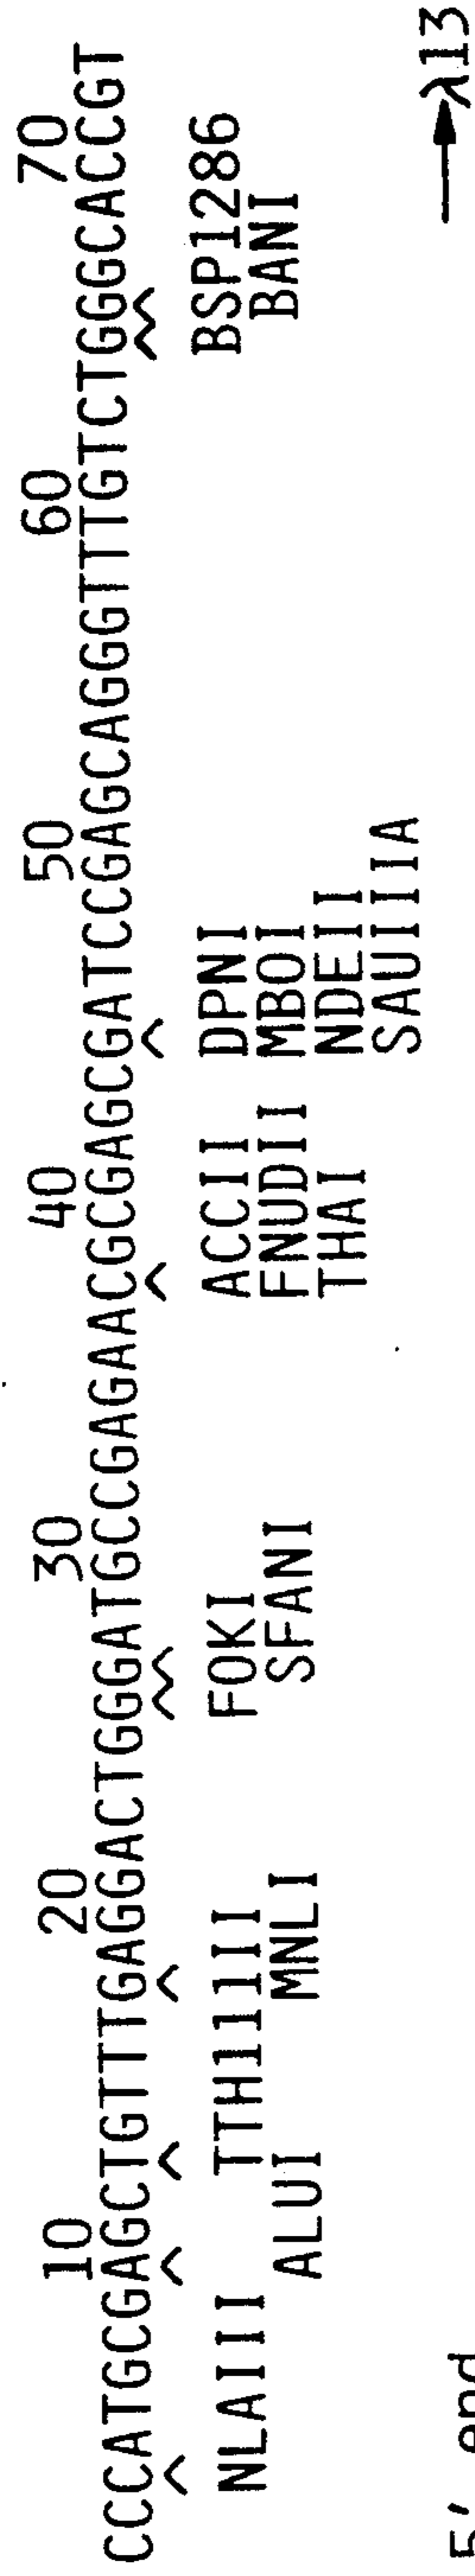 10 20 30 40 50 60 70
CCCATGCGAGCTGTTTGAGGACTGGGATGCCGAGAACGCGAGCGATCCGAGCAGGGTTTGTCTGGGCACCGT
NLAIII TTH111II FOKI ACCII DPNI BSP1286
ALUI MNLI SFANI FNUDII MBOI BANI
THAI NDEII
SAUIIIA
5' end →λ13